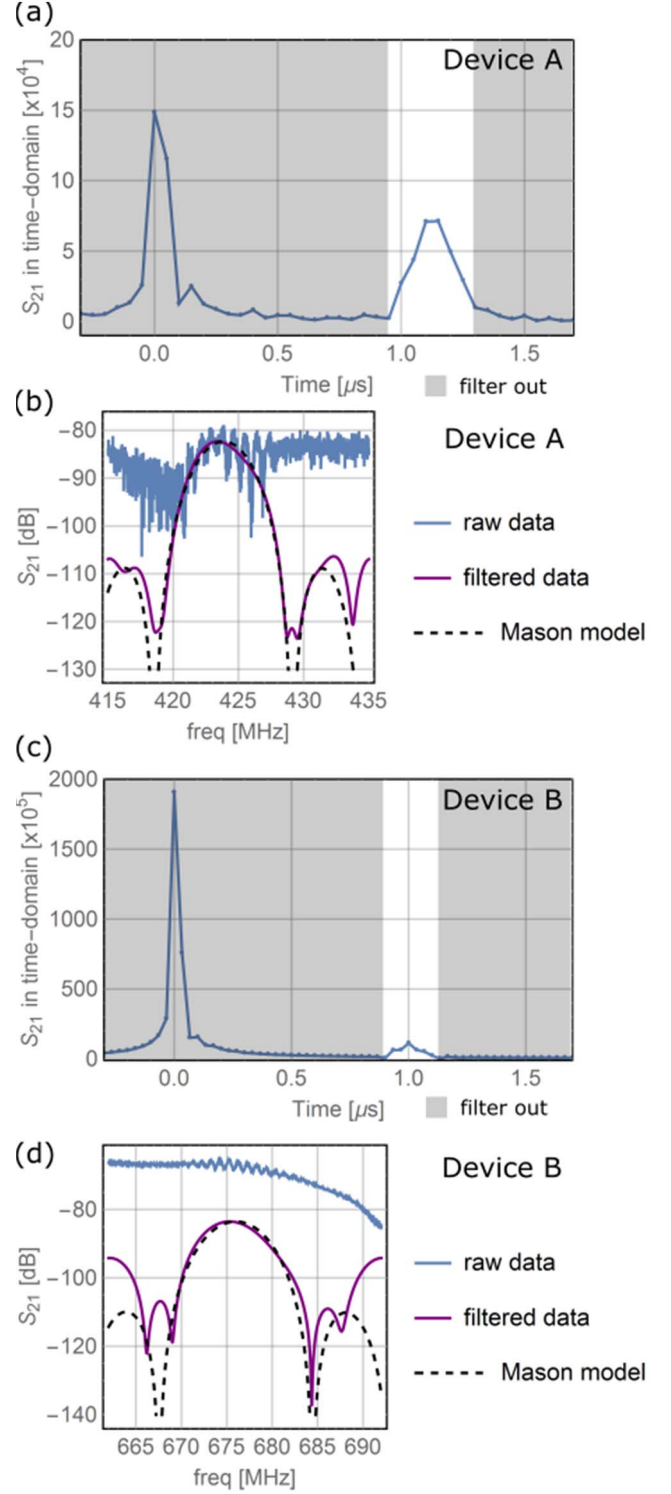 (a)
Device A
S21 in time-domain [x10⁴]
20
15
10
5
0
0.0 0.5 1.0 1.5
Time [μs]
filter out
(b)
Device A
S21 [dB]
−80
−90
−100
−110
−120
−130
415 420 425 430 435
freq [MHz]
raw data
filtered data
Mason model
(c)
Device B
S21 in time-domain [x10⁵]
2000
1500
1000
500
0
0.0 0.5 1.0 1.5
Time [μs]
filter out
(d)
Device B
S21 [dB]
−80
−100
−120
−140
665 670 675 680 685 690
freq [MHz]
raw data
filtered data
Mason model